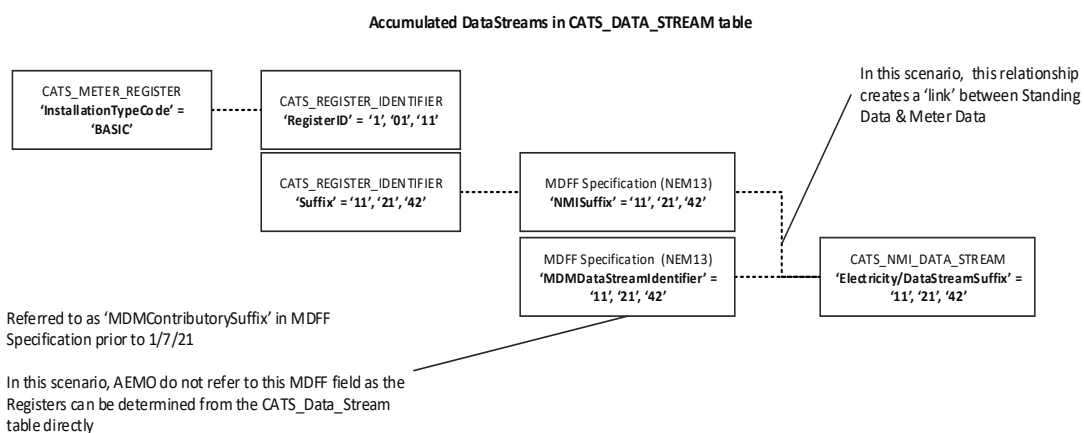 Accumulated DataStreams in CATS_DATA_STREAM table
CATS_METER_REGISTER
‘InstallationTypeCode’ =
‘BASIC’
CATS_REGISTER_IDENTIFIER
‘RegisterID’ = ‘1’, ‘01’, ‘11’
In this scenario, this relationship
creates a ‘link’ between Standing
Data & Meter Data
CATS_REGISTER_IDENTIFIER
‘Suffix’ = ‘11’, ‘21’, ‘42’
MDFF Specification (NEM13)
‘NMISuffix’ = ‘11’, ‘21’, ‘42’
MDFF Specification (NEM13)
‘MDMDataStreamIdentifier’ =
‘11’, ‘21’, ‘42’
CATS_NMI_DATA_STREAM
‘Electricity/DataStreamSuffix’ =
‘11’, ‘21’, ‘42’
Referred to as ‘MDMContributorySuffix’ in MDFF
Specification prior to 1/7/21
In this scenario, AEMO do not refer to this MDFF field as the
Registers can be determined from the CATS_Data_Stream
table directly